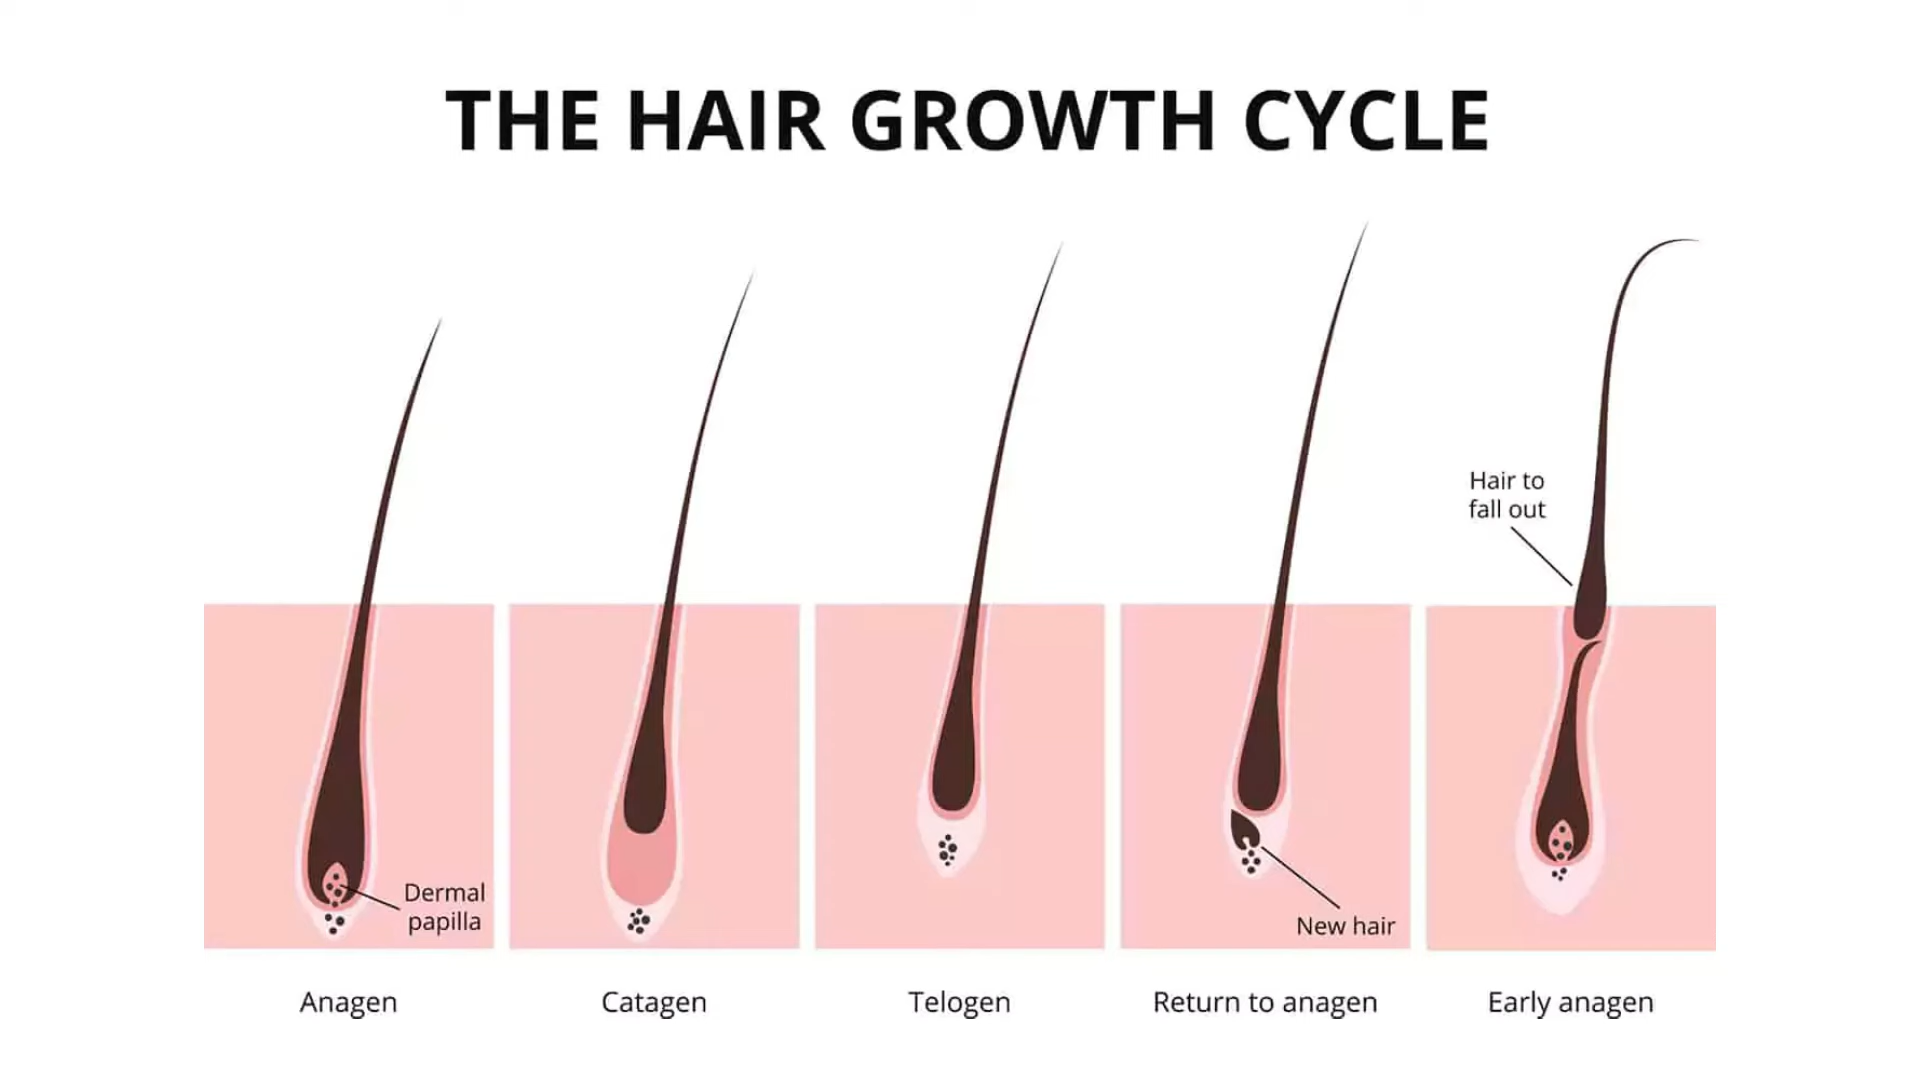 THE HAIR GROWTH CYCLE
Hair to
fall out
Dermal
papilla
New hair
Anagen
Catagen
Telogen
Return to anagen
Early anagen